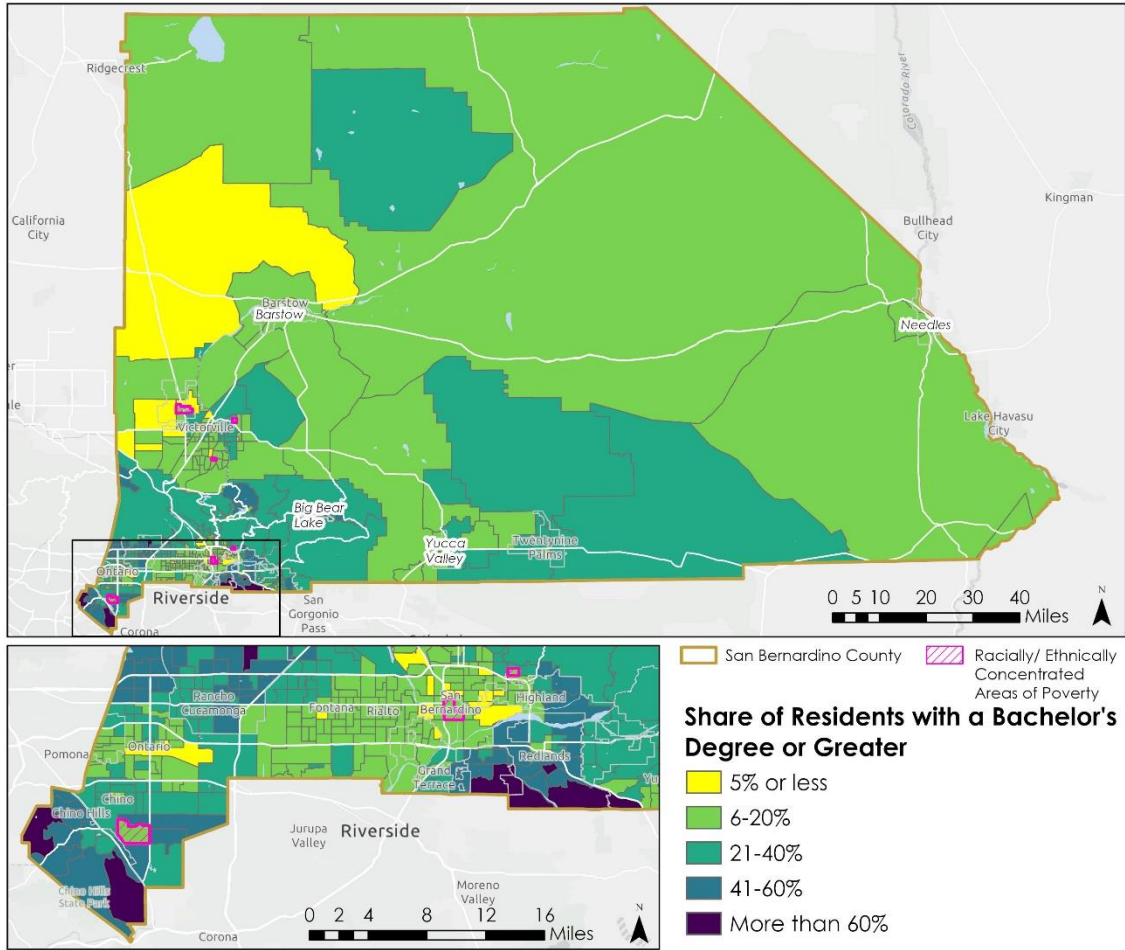 Ridgecrest
California
City
Colorado River
Kingman
Bullhead
City
Barstow
Barstow
Needles
er
ale
Lake Havasu
City
Victorville
Big Bear
Lake
Yucca
Valley
Twentynine
Palms
Ontario
Riverside
San
Gorgonio
Pass
Corona
0 5 10 20 30 40
Miles
N
San Bernardino County
Racially/ Ethnically
Concentrated
Areas of Poverty
Share of Residents with a Bachelor's
Degree or Greater
5% or less
6-20%
21-40%
41-60%
More than 60%
Rancho
Cucamonga
Fontana
Rialto
San
Bernardino
Highland
Pomona
Ontario
Redlands
Grand
Terrace
Yu
Chino
Chino Hills
Jurupa
Valley
Riverside
Chino Hills
State Park
Moreno
Valley
Corona
0 2 4 8 12 16
Miles
N